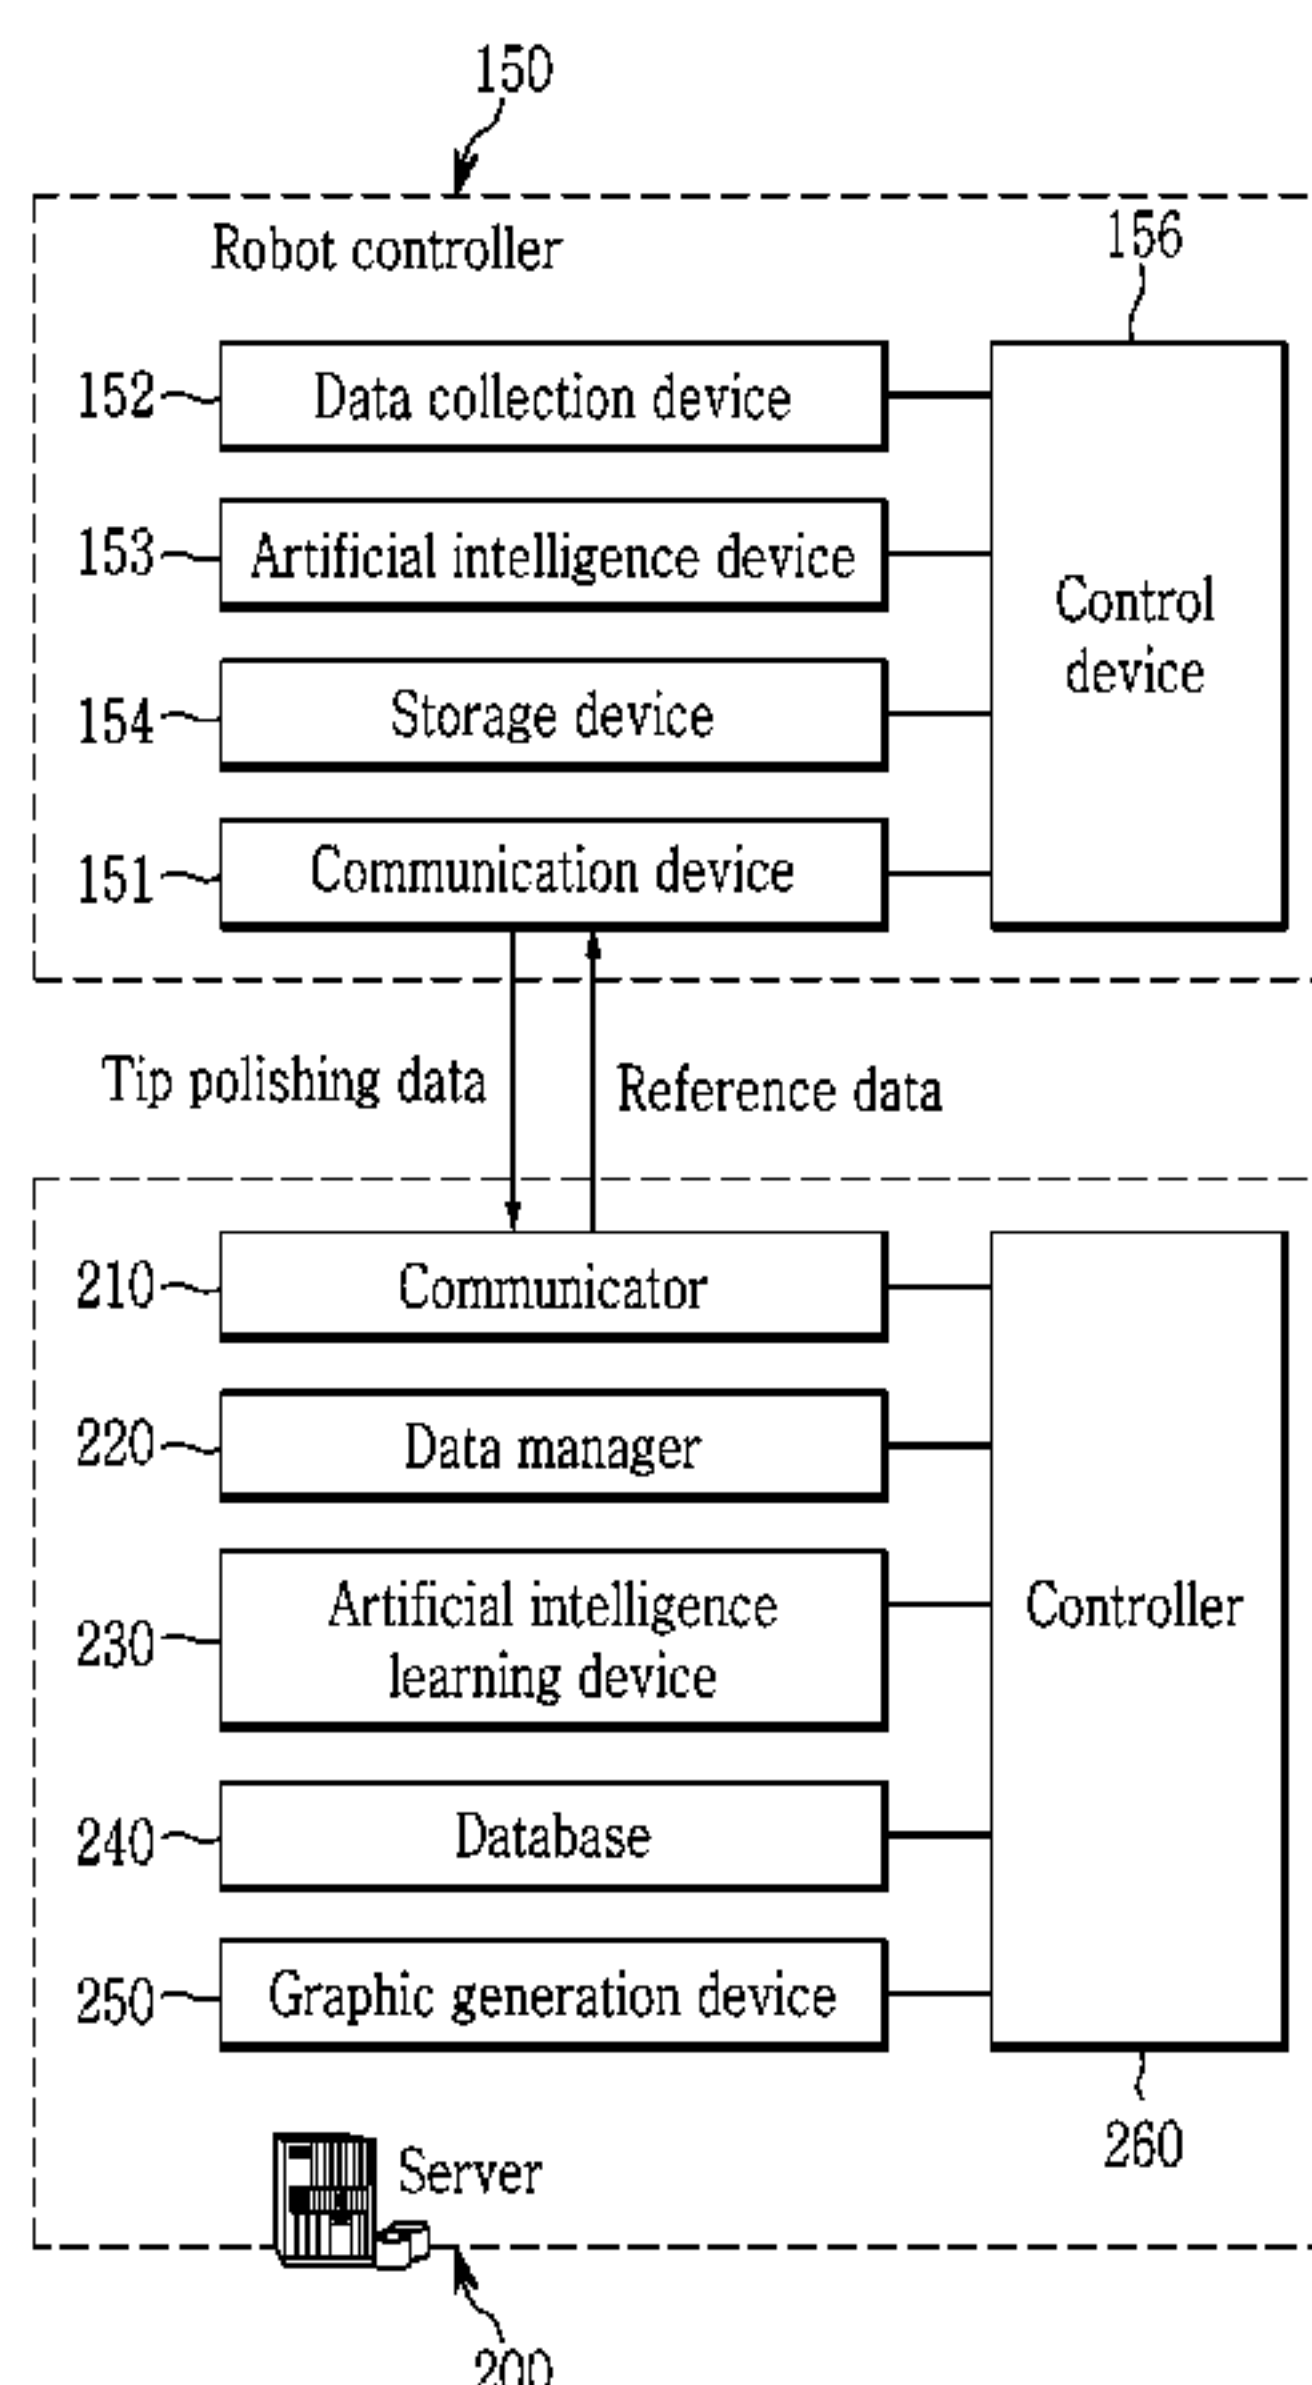 150
Robot controller
156
152
Data collection device
153
Artificial intelligence device
Control
device
154
Storage device
151
Communication device
Tip polishing data
Reference data
210
Communicator
220
Data manager
230
Artificial intelligence
learning device
Controller
240
Database
250
Graphic generation device
260
Server
200